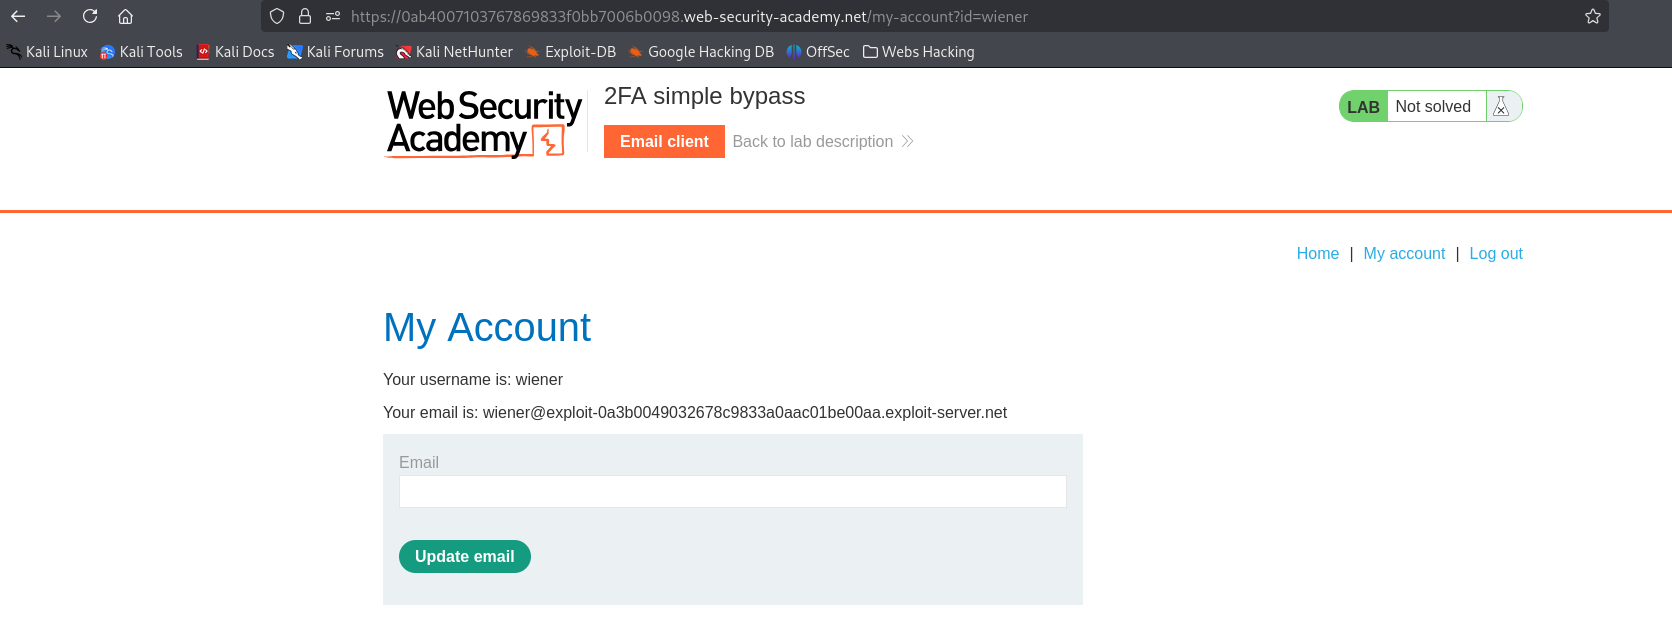 https://0ab4007103767869833f0bb7006b0098.web-security-academy.net/my-account?id=wiener
Kali Linux Kali Tools Kali Docs Kali Forums Kali NetHunter Exploit-DB Google Hacking DB OffSec Webs Hacking
Web Security Academy
2FA simple bypass
Email client Back to lab description
LAB Not solved
Home | My account | Log out
My Account
Your username is: wiener
Your email is: wiener@exploit-0a3b0049032678c9833a0aac01be00aa.exploit-server.net
Email
Update email